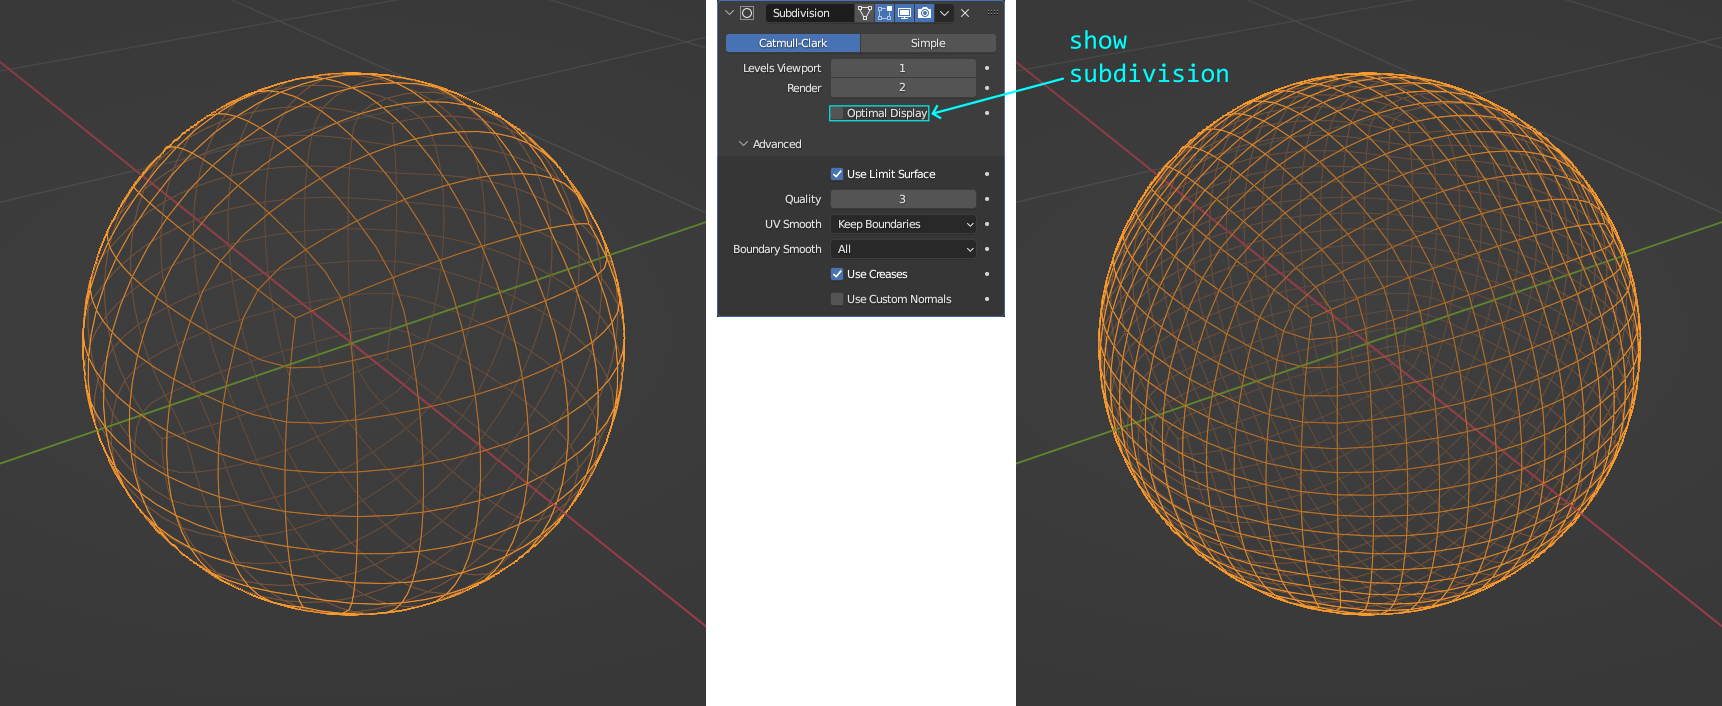 Subdivision
Catmull-Clark Simple
Levels Viewport 1
Render 2
Optimal Display
Advanced
Use Limit Surface
Quality 3
UV Smooth Keep Boundaries
Boundary Smooth All
Use Creases
Use Custom Normals
show
subdivision